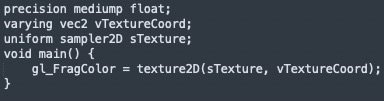 precision mediump float;
varying vec2 vTextureCoord;
uniform sampler2D sTexture;
void main() {
    gl_FragColor = texture2D(sTexture, vTextureCoord);
}